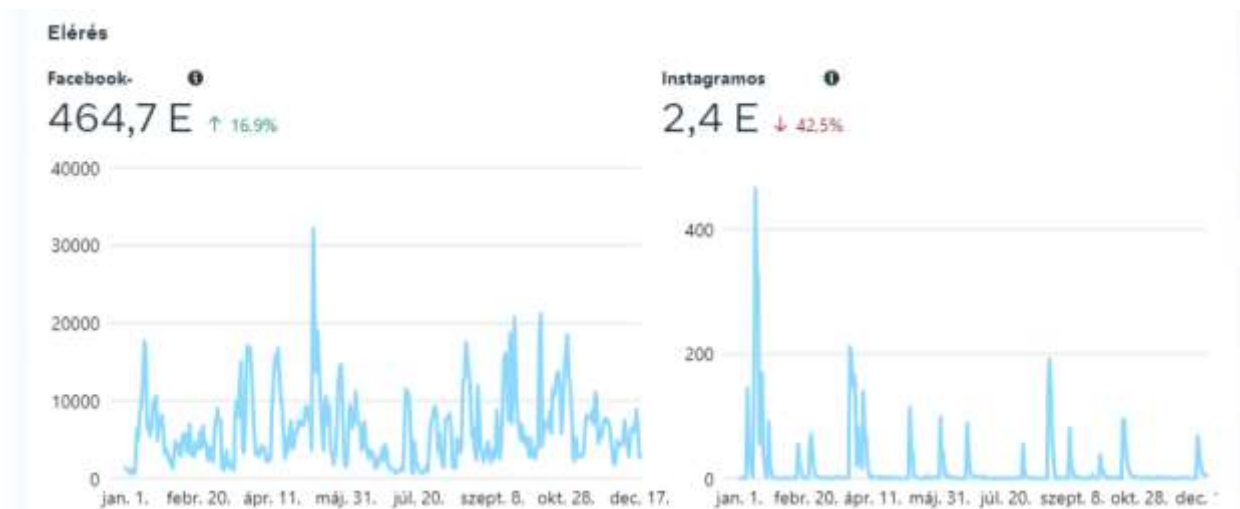 Elérés
Facebook-
464,7 E ↑ 16.9%
40000
30000
20000
10000
0
jan. 1. febr. 20. ápr. 11. máj. 31. júl. 20. szept. 8. okt. 28. dec. 17.
Instagramos
2,4 E ↓ 42,5%
400
200
0
jan. 1. febr. 20. ápr. 11. máj. 31. júl. 20. szept. 8. okt. 28. dec.